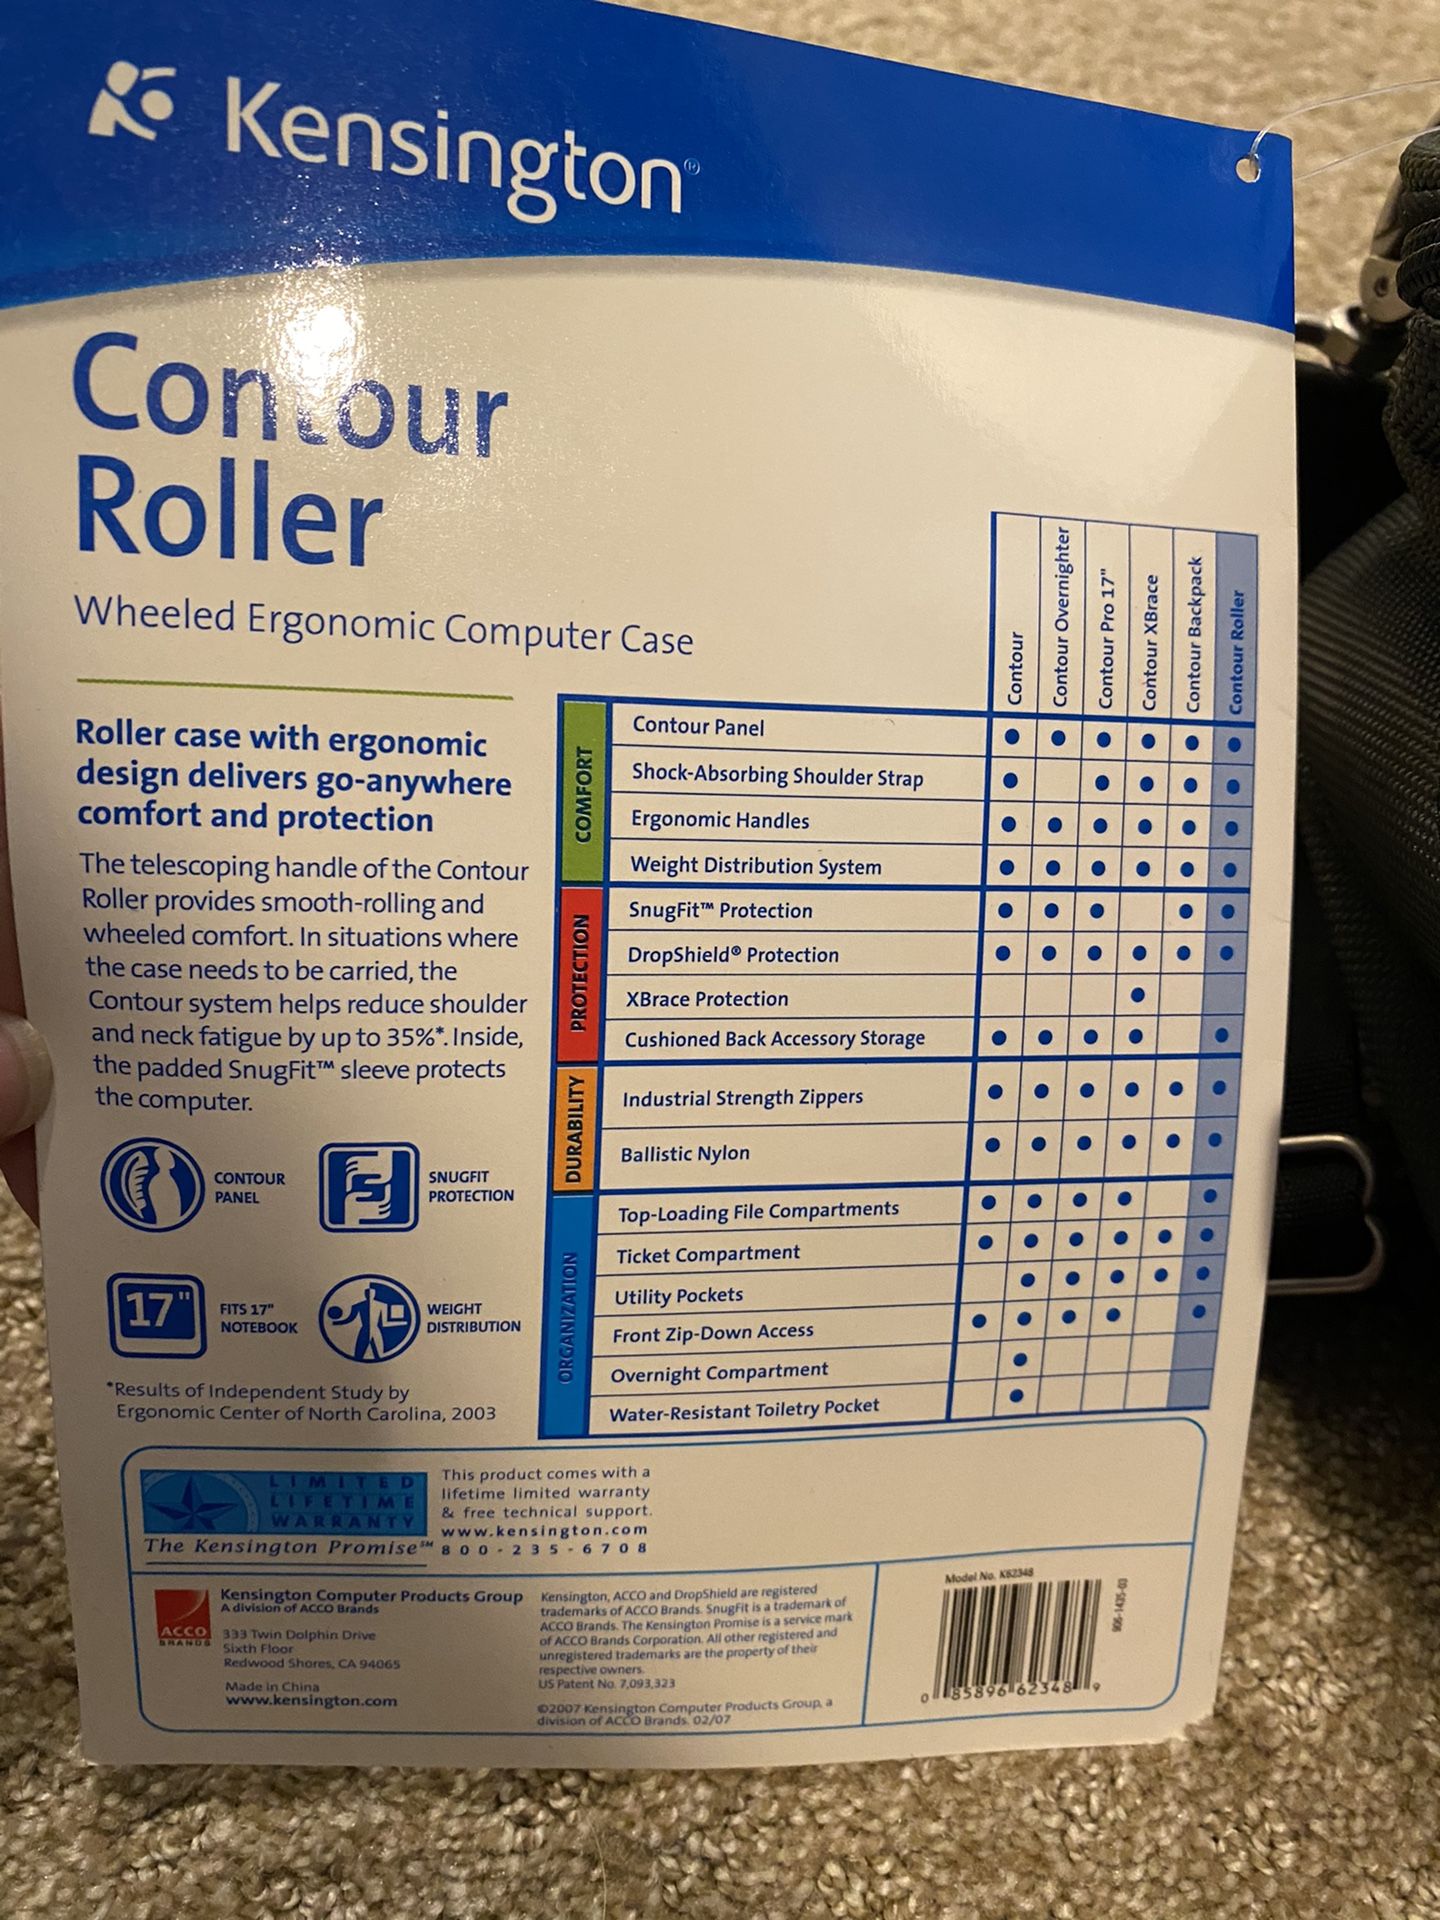 Kensington®
Contour
Roller
Wheeled Ergonomic Computer Case
Roller case with ergonomic
design delivers go-anywhere
comfort and protection
The telescoping handle of the Contour
Roller provides smooth-rolling and
wheeled comfort. In situations where
the case needs to be carried, the
Contour system helps reduce shoulder
and neck fatigue by up to 35%*. Inside,
the padded SnugFit™ sleeve protects
the computer.
CONTOUR
PANEL
SNUGFIT
PROTECTION
17"
FITS 17"
NOTEBOOK
WEIGHT
DISTRIBUTION
*Results of Independent Study by
Ergonomic Center of North Carolina, 2003
Contour
Contour Overnighter
Contour Pro 17"
Contour XBrace
Contour Backpack
Contour Roller
COMFORT
Contour Panel
Shock-Absorbing Shoulder Strap
Ergonomic Handles
Weight Distribution System
PROTECTION
SnugFit™ Protection
DropShield® Protection
XBrace Protection
Cushioned Back Accessory Storage
DURABILITY
Industrial Strength Zippers
Ballistic Nylon
ORGANIZATION
Top-Loading File Compartments
Ticket Compartment
Utility Pockets
Front Zip-Down Access
Overnight Compartment
Water-Resistant Toiletry Pocket
LIMITED
LIFETIME
WARRANTY
The Kensington Promise℠
This product comes with a
lifetime limited warranty
& free technical support.
www.kensington.com
800-235-6708
ACCO
BRANDS
Kensington Computer Products Group
A division of ACCO Brands
333 Twin Dolphin Drive
Sixth Floor
Redwood Shores, CA 94065
Made in China
www.kensington.com
Kensington, ACCO and DropShield are registered
trademarks of ACCO Brands. SnugFit is a trademark of
ACCO Brands. The Kensington Promise is a service mark
of ACCO Brands Corporation. All other registered and
unregistered trademarks are the property of their
respective owners.
US Patent No. 7,093,323
©2007 Kensington Computer Products Group, a
division of ACCO Brands. 02/07
Model No. K62348
906-1435-03
0 85896 62348 9